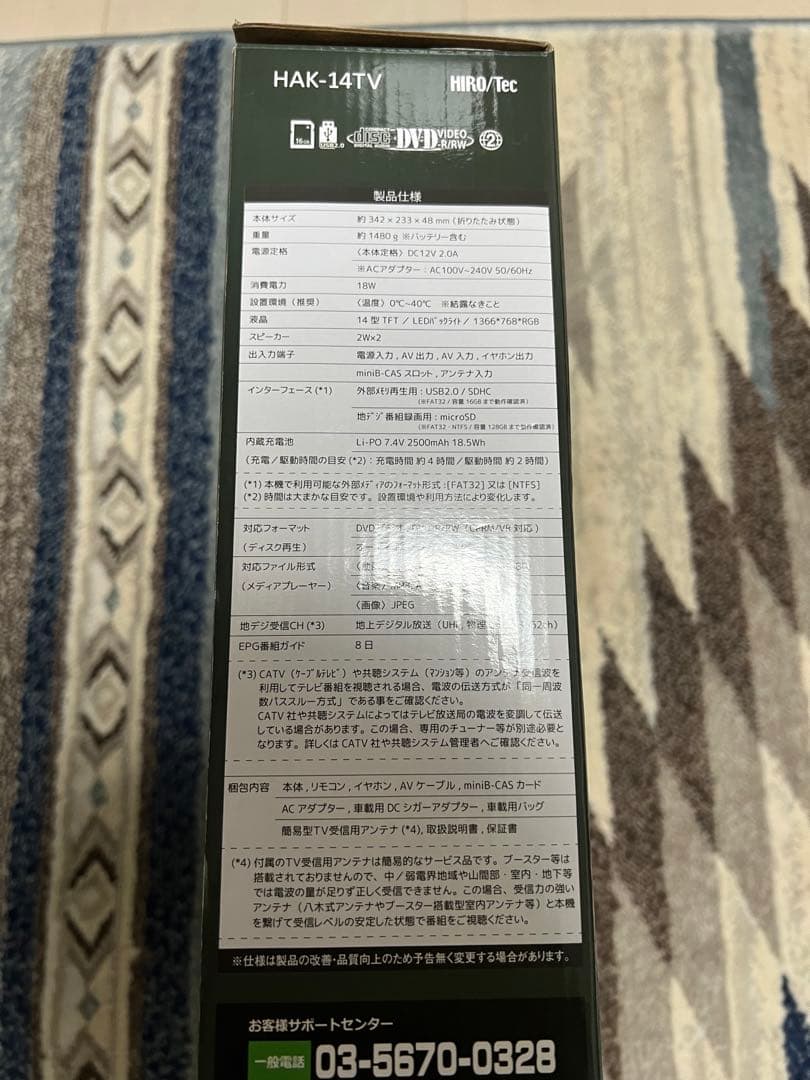 HAK-14TV
HIRO/Tec
16GB
USB2.0
COMPACT
disc
DIGITAL AUDIO
DVD
VIDEO
-R/RW
2
製品仕様
本体サイズ 約 342 × 233 × 48 mm (折りたたみ状態)
重量 約 1480 g ※バッテリー含む
電源定格 〈本体定格〉DC12V 2.0A
※ACアダプター：AC100V~240V 50/60Hz
消費電力 18W
設置環境（推奨） 〈温度〉0℃~40℃ ※結露なきこと
液晶 14 型 TFT / LEDバックライト / 1366*768*RGB
スピーカー 2W×2
出入力端子 電源入力 , AV 出力 , AV 入力 , イヤホン出力
miniB-CAS スロット , アンテナ入力
インターフェース (*1) 外部メモリ再生用：USB2.0 / SDHC
(※FAT32 / 容量 16GB まで動作確認済)
地デジ番組録画用：microSD
(※FAT32・NTFS / 容量 128GB まで動作確認済)
内蔵充電池 Li-PO 7.4V 2500mAh 18.5Wh
(充電 / 駆動時間の目安 (*2)：充電時間 約 4 時間 / 駆動時間 約 2 時間)
(*1) 本機で利用可能な外部メディアのフォーマット形式：[FAT32] 又は [NTFS]
(*2) 時間は大まかな目安です。設置環境や利用方法により変化します。
対応フォーマット DVD R/RW (CPRM/VR 対応)
(ディスク再生)
対応ファイル形式
(メディアプレーヤー) 〈音楽〉
〈画像〉JPEG
地デジ受信CH (*3) 地上デジタル放送（UHF, 62ch）
EPG番組ガイド 8 日
(*3) CATV（ケーブルテレビ）や共聴システム（マンション等）のアンテナ受信波を
利用してテレビ番組を視聴される場合、電波の伝送方式が「同一周波
数パススルー方式」である事をご確認ください。
CATV 社や共聴システムによってはテレビ放送局の電波を変調して伝送
している場合があります。この場合、専用のチューナー等が別途必要と
なります。詳しくは CATV 社や共聴システム管理者へご確認ください。
梱包内容 本体 , リモコン , イヤホン , AV ケーブル , miniB-CAS カード
AC アダプター , 車載用 DC シガーアダプター , 車載用バッグ
簡易型TV受信用アンテナ (*4), 取扱説明書 , 保証書
(*4) 付属のTV受信用アンテナは簡易的なサービス品です。ブースター等は
搭載されておりませんので、中 / 弱電界地域や山間部・室内・地下等
では電波の量が足りず正しく受信できません。この場合、受信力の強い
アンテナ（八木式アンテナやブースター搭載型室内アンテナ等）と本機
を繋げて受信レベルの安定した状態で番組をご視聴ください。
※仕様は製品の改善・品質向上のため予告無く変更する場合があります。
お客様サポートセンター
一般電話 03-5670-0328